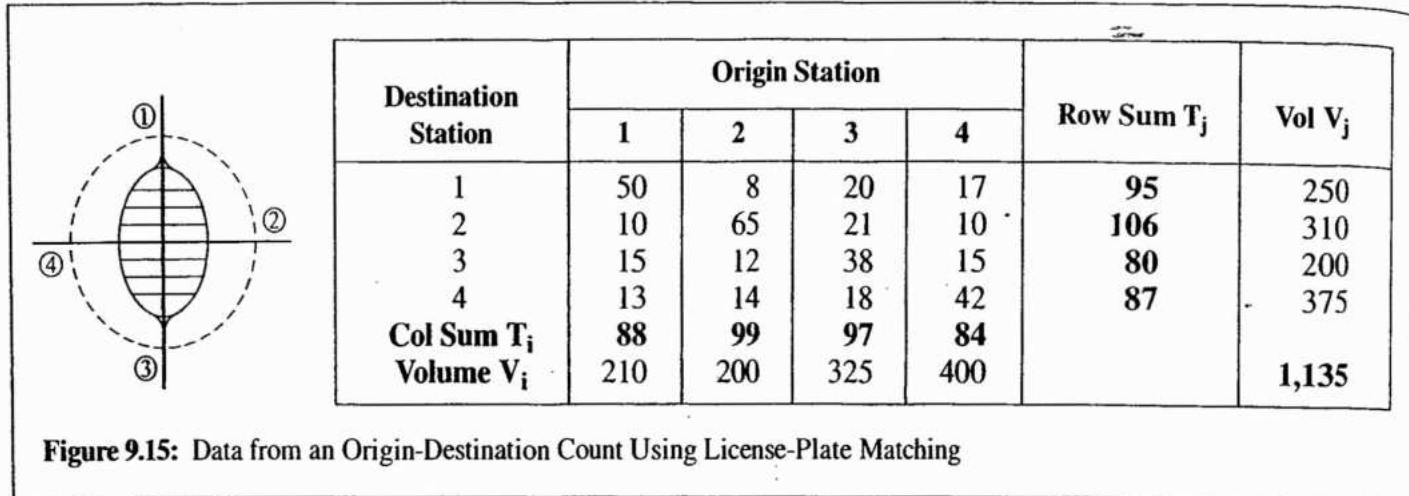 ① ② ③ ④
Destination Station | Origin Station | Row Sum Tj | Vol Vj
1 2 3 4
1 50 8 20 17 95 250
2 10 65 21 10 106 310
3 15 12 38 15 80 200
4 13 14 18 42 87 375
Col Sum Ti 88 99 97 84
Volume Vi 210 200 325 400 1,135
Figure 9.15: Data from an Origin-Destination Count Using License-Plate Matching